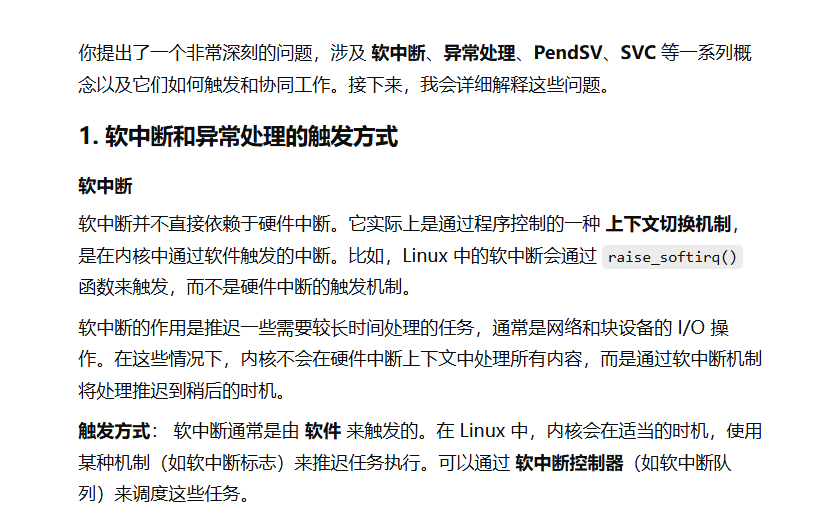 你提出了一个非常深刻的问题，涉及 软中断、异常处理、PendSV、SVC 等一系列概
念以及它们如何触发和协同工作。接下来，我会详细解释这些问题。
1. 软中断和异常处理的触发方式
软中断
软中断并不直接依赖于硬件中断。它实际上是通过程序控制的一种 上下文切换机制，
是在内核中通过软件触发的中断。比如，Linux 中的软中断会通过 raise_softirq()
函数来触发，而不是硬件中断的触发机制。
软中断的作用是推迟一些需要较长时间处理的任务，通常是网络和块设备的 I/O 操
作。在这些情况下，内核不会在硬件中断上下文中处理所有内容，而是通过软中断机制
将处理推迟到稍后的时机。
触发方式： 软中断通常是由 软件 来触发的。在 Linux 中，内核会在适当的时机，使用
某种机制（如软中断标志）来推迟任务执行。可以通过 软中断控制器（如软中断队
列）来调度这些任务。